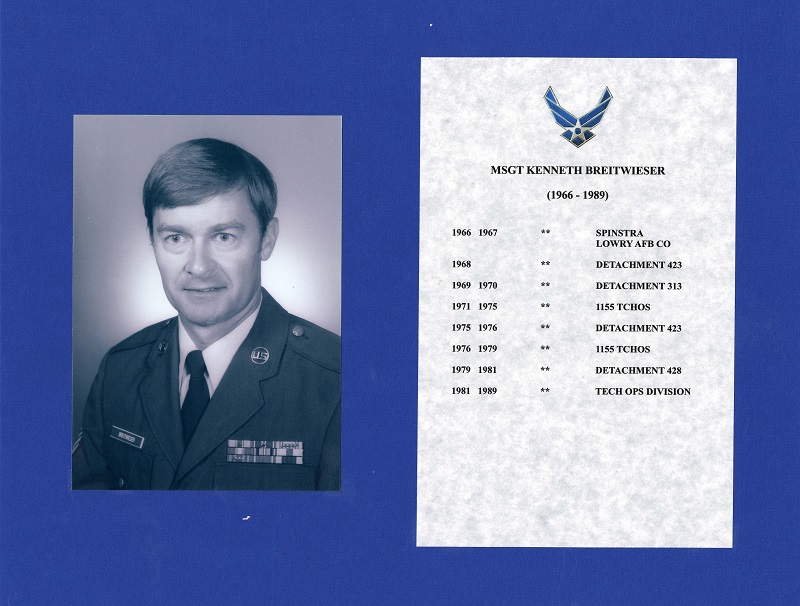 US
BREITWIESER
MSGT KENNETH BREITWIESER
(1966 - 1989)
1966 1967 ** SPINSTRA
LOWRY AFB CO
1968 ** DETACHMENT 423
1969 1970 ** DETACHMENT 313
1971 1975 ** 1155 TCHOS
1975 1976 ** DETACHMENT 423
1976 1979 ** 1155 TCHOS
1979 1981 ** DETACHMENT 428
1981 1989 ** TECH OPS DIVISION